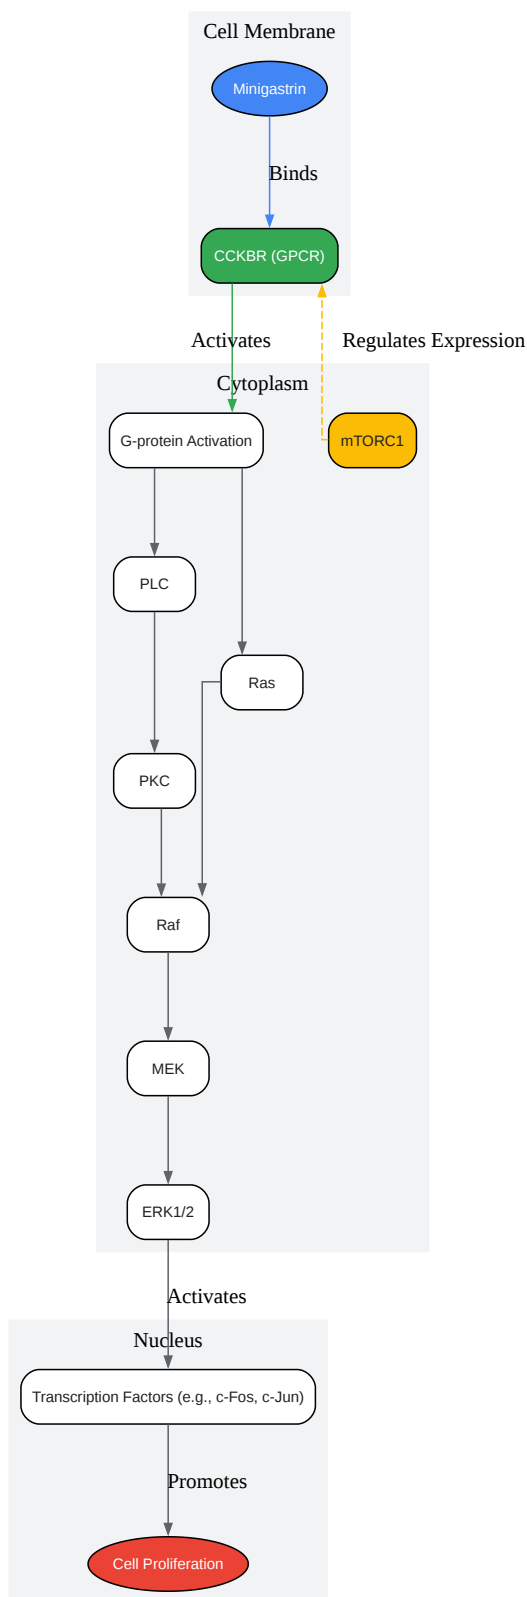 Cell Membrane
Minigastrin
Binds
CCKBR (GPCR)
Activates
Regulates Expression
Cytoplasm
G-protein Activation
mTORC1
PLC
Ras
PKC
Raf
MEK
ERK1/2
Activates
Nucleus
Transcription Factors (e.g., c-Fos, c-Jun)
Promotes
Cell Proliferation